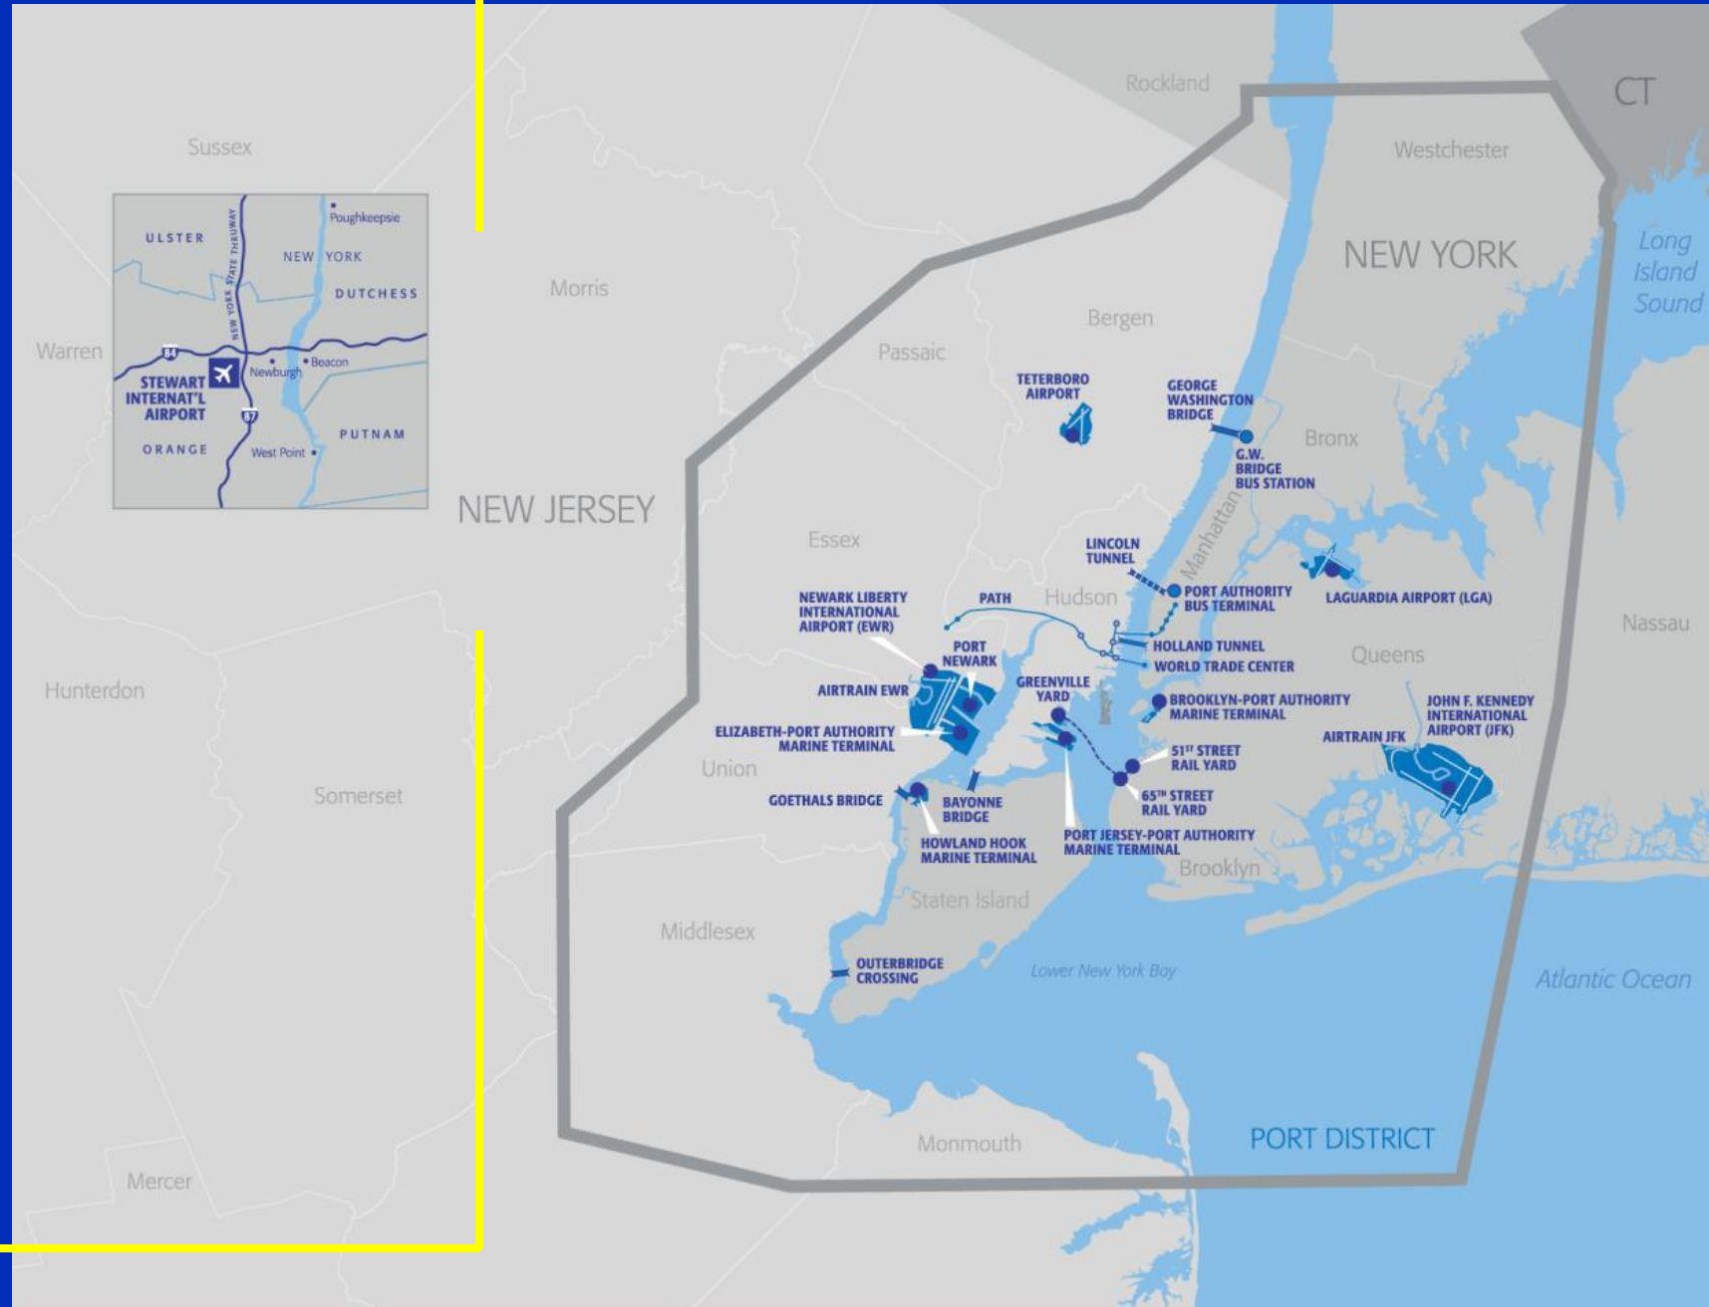 Rockland
CT
Westchester
Sussex
Poughkeepsie
ULSTER
NEW YORK STATE THRUWAY
NEW YORK
DUTCHESS
84
Newburgh
Beacon
STEWART
INTERNAT'L
AIRPORT
87
ORANGE
West Point
PUTNAM
NEW YORK
Long
Island
Sound
Morris
Bergen
Warren
Passaic
TETERBORO
AIRPORT
GEORGE
WASHINGTON
BRIDGE
Bronx
G.W.
BRIDGE
BUS STATION
NEW JERSEY
Manhattan
Essex
LINCOLN
TUNNEL
NEWARK LIBERTY
INTERNATIONAL
AIRPORT (EWR)
PATH
Hudson
PORT AUTHORITY
BUS TERMINAL
LAGUARDIA AIRPORT (LGA)
Nassau
PORT
NEWARK
HOLLAND TUNNEL
WORLD TRADE CENTER
Queens
Hunterdon
AIRTRAIN EWR
GREENVILLE
YARD
BROOKLYN-PORT AUTHORITY
MARINE TERMINAL
JOHN F. KENNEDY
INTERNATIONAL
AIRPORT (JFK)
AIRTRAIN JFK
ELIZABETH-PORT AUTHORITY
MARINE TERMINAL
51ST STREET
RAIL YARD
Union
Somerset
GOETHALS BRIDGE
BAYONNE
BRIDGE
65TH STREET
RAIL YARD
HOWLAND HOOK
MARINE TERMINAL
PORT JERSEY-PORT AUTHORITY
MARINE TERMINAL
Brooklyn
Staten Island
Middlesex
OUTERBRIDGE
CROSSING
Lower New York Bay
Atlantic Ocean
Monmouth
PORT DISTRICT
Mercer